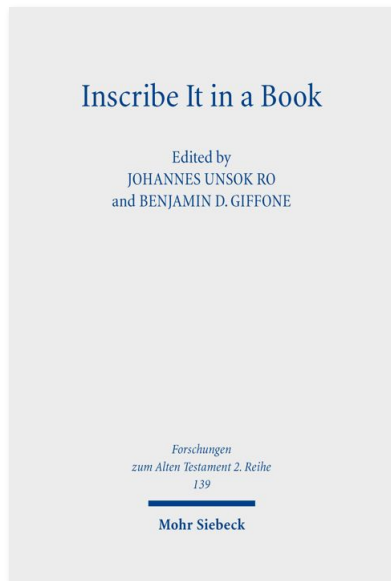 Inscribe It in a Book
Edited by
JOHANNES UNSOK RO
and BENJAMIN D. GIFFONE
Forschungen
zum Alten Testament 2. Reihe
139
Mohr Siebeck